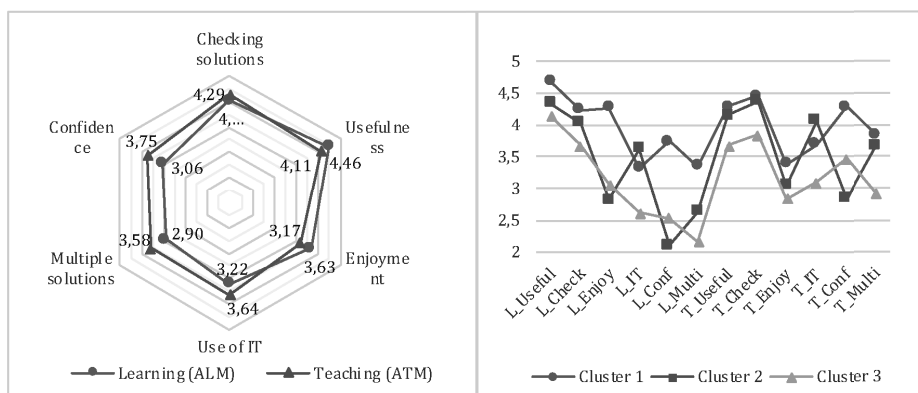 Checking
solutions
4,29
4,...
Useful ness
4,11
4,46
Enjoyme nt
3,17
3,63
Use of IT
3,22
3,64
Multiple
solutions
3,58
2,90
Confiden
ce
3,75
3,06
Learning (ALM)
Teaching (ATM)
5
4,5
4
3,5
3
2,5
2
L_Useful
L_Check
L_Enjoy
L_IT
L_Conf
L_Multi
T_Useful
T_Check
T_Enjoy
T_IT
T_Conf
T_Multi
Cluster 1
Cluster 2
Cluster 3